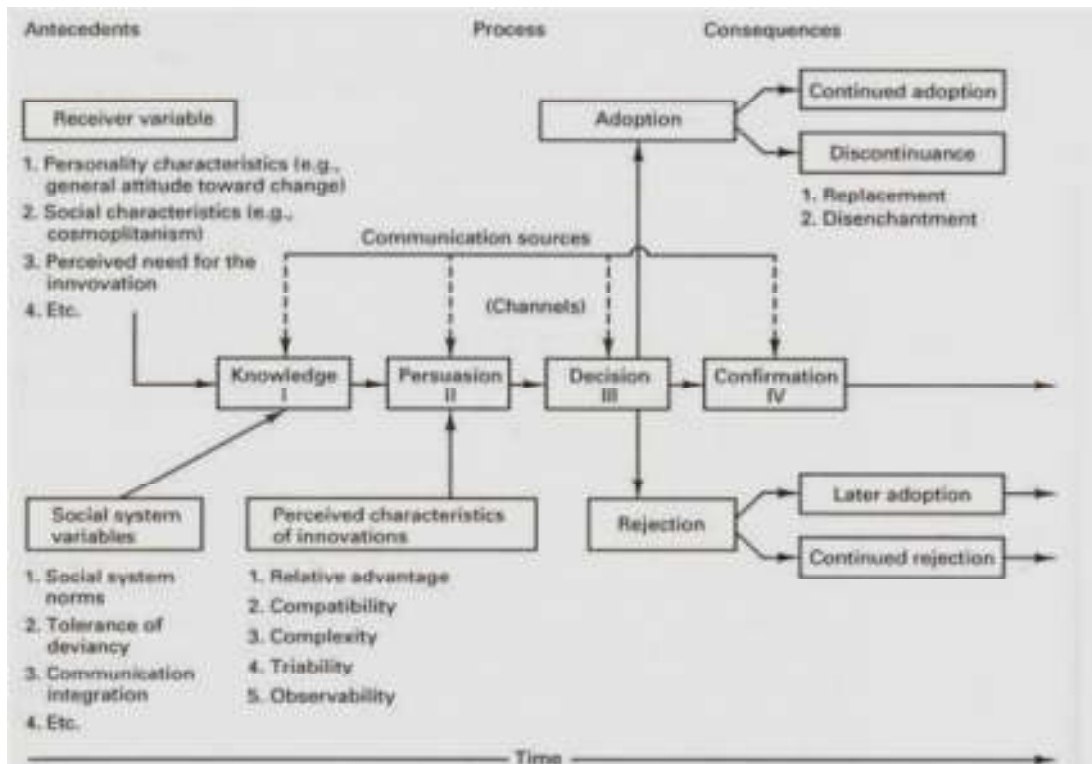 Antecedents
Process
Consequences
Receiver variable
1. Personality characteristics (e.g.,
general attitude toward change)
2. Social characteristics (e.g.,
cosmoplitanism)
3. Perceived need for the
innvovation
4. Etc.
Adoption
Continued adoption
Discontinuance
1. Replacement
2. Disenchantment
Communication sources
(Channels)
Knowledge
I
Persuasion
II
Decision
III
Confirmation
IV
Social system
variables
1. Social system
norms
2. Tolerance of
deviancy
3. Communication
integration
4. Etc.
Perceived characteristics
of innovations
1. Relative advantage
2. Compatibility
3. Complexity
4. Triability
5. Observability
Rejection
Later adoption
Continued rejection
Time